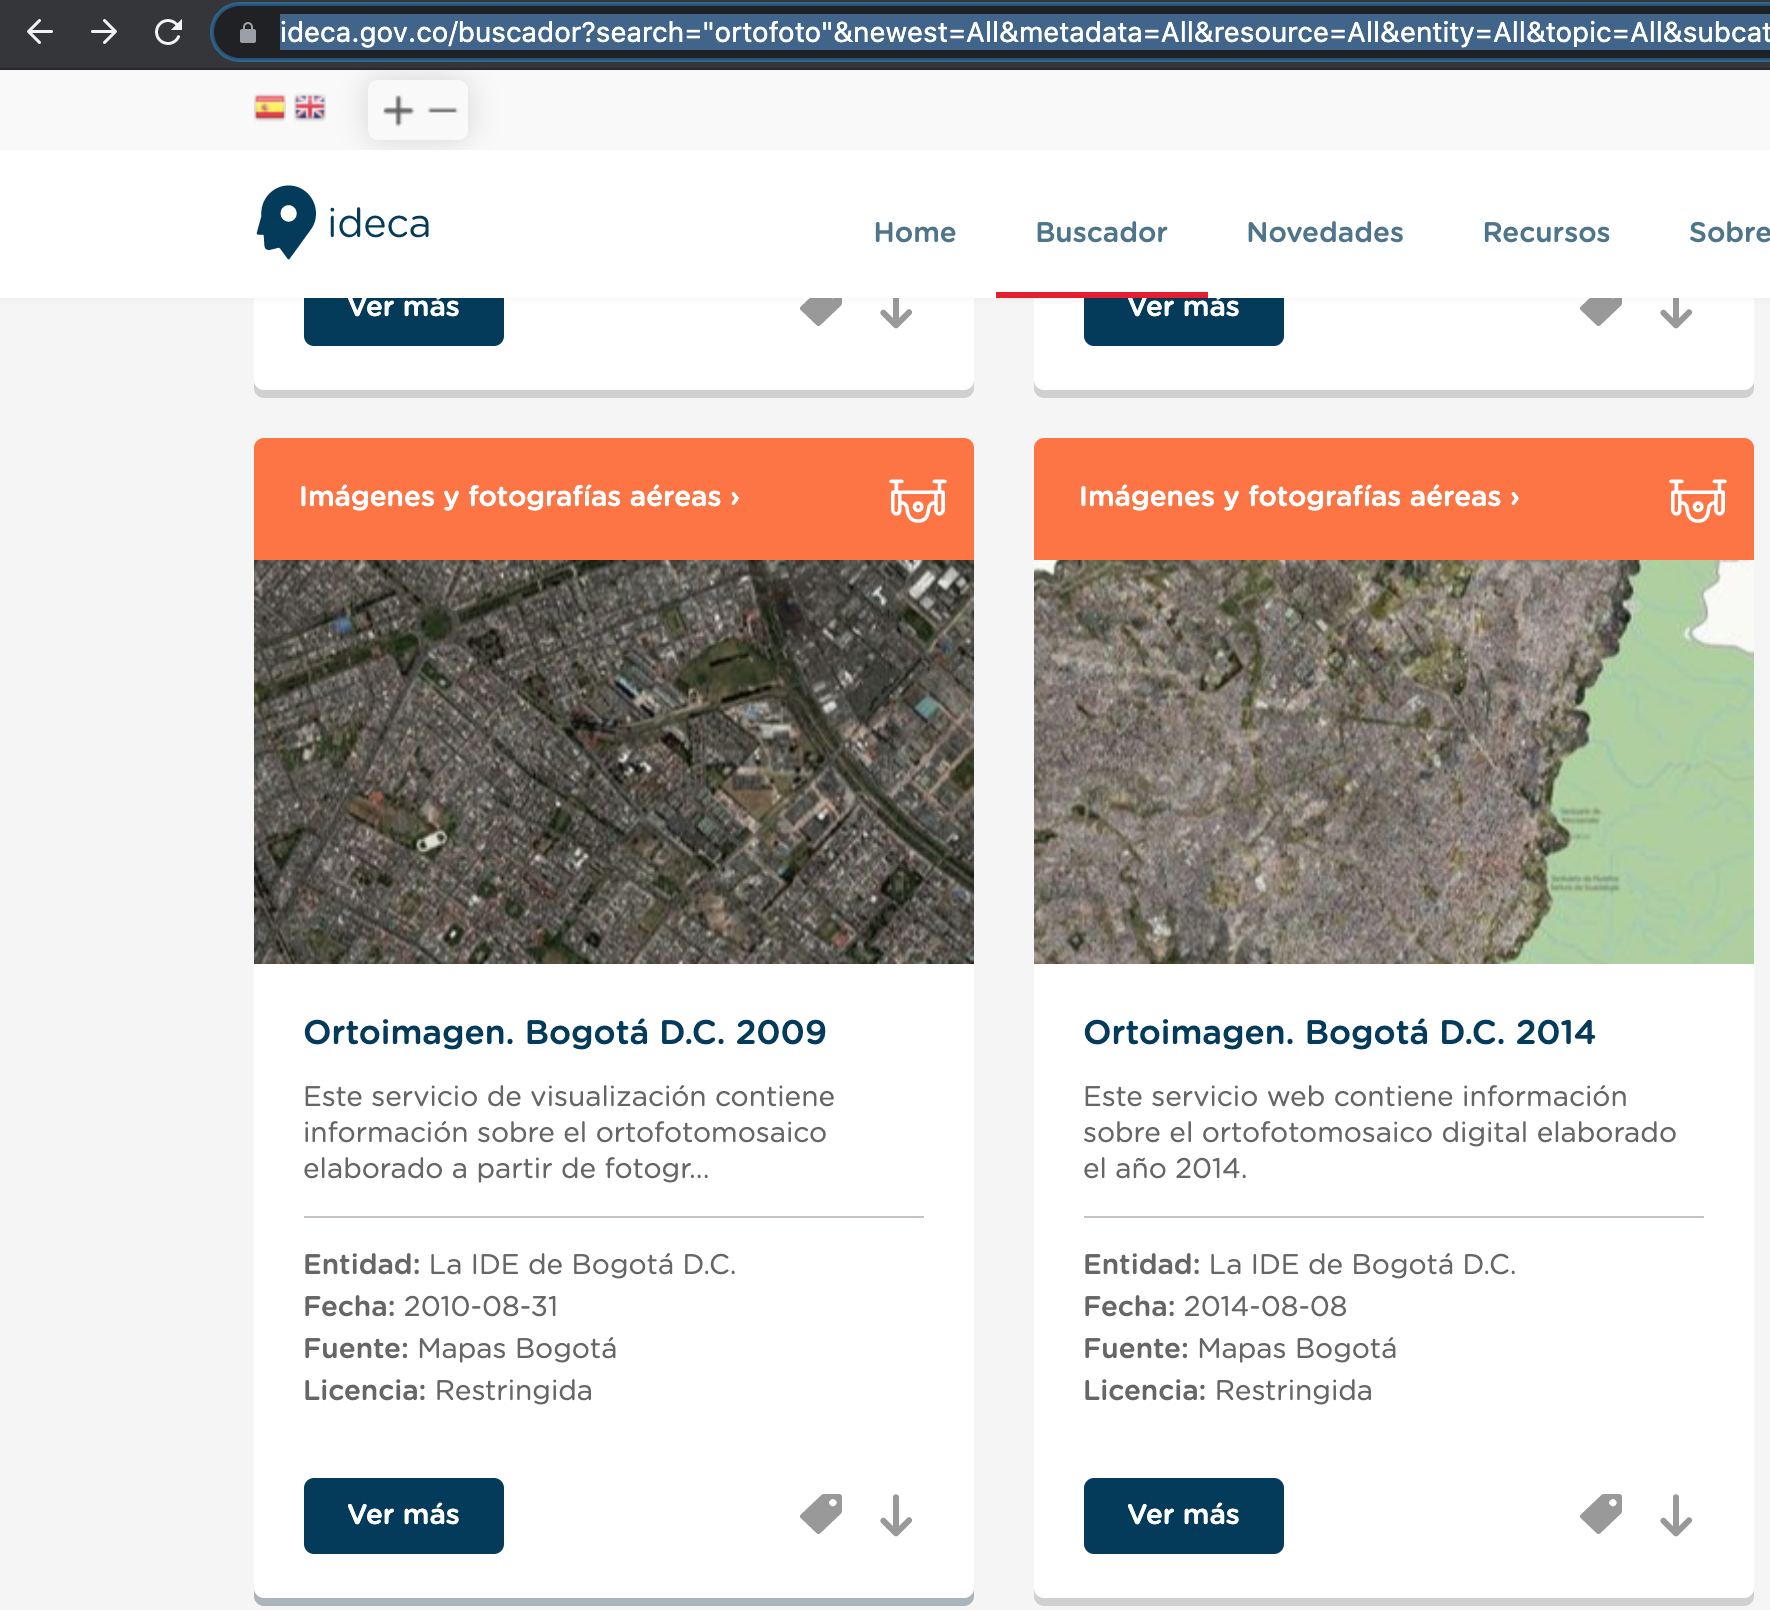 ideca.gov.co/buscador?search="ortofoto"&newest=All&metadata=All&resource=All&entity=All&topic=All&subcat
+ −
ideca
Home Buscador Novedades Recursos Sobre
Ver más
Ver más
Imágenes y fotografías aéreas ›
Ortoimagen. Bogotá D.C. 2009
Este servicio de visualización contiene
información sobre el ortofotomosaico
elaborado a partir de fotogr...
Entidad: La IDE de Bogotá D.C.
Fecha: 2010-08-31
Fuente: Mapas Bogotá
Licencia: Restringida
Ver más
Imágenes y fotografías aéreas ›
Ortoimagen. Bogotá D.C. 2014
Este servicio web contiene información
sobre el ortofotomosaico digital elaborado
el año 2014.
Entidad: La IDE de Bogotá D.C.
Fecha: 2014-08-08
Fuente: Mapas Bogotá
Licencia: Restringida
Ver más